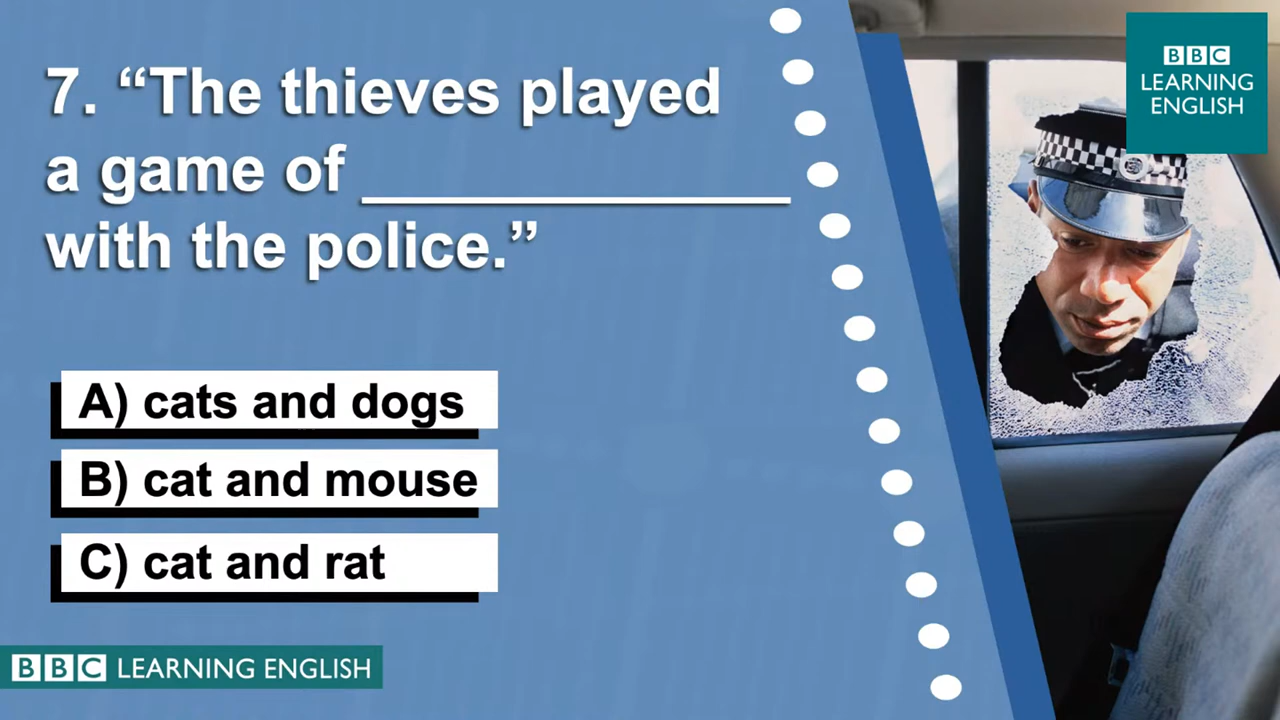 7. “The thieves played
a game of _______________
with the police.”
A) cats and dogs
B) cat and mouse
C) cat and rat
BBC LEARNING ENGLISH
BBC
LEARNING
ENGLISH